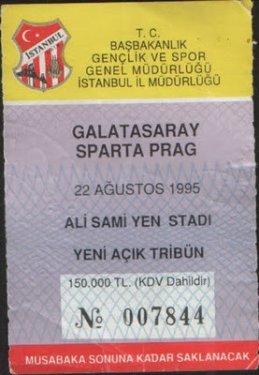 İSTANBUL
T. C.
BAŞBAKANLIK
GENÇLİK VE SPOR
GENEL MÜDÜRLÜĞÜ
İSTANBUL İL MÜDÜRLÜĞÜ
GALATASARAY
SPARTA PRAG
22 AĞUSTOS 1995
ALİ SAMİ YEN STADI
YENİ AÇIK TRİBÜN
150.000 TL. (KDV Dahildir)
№ 007844
MUSABAKA SONUNA KADAR SAKLANACAK